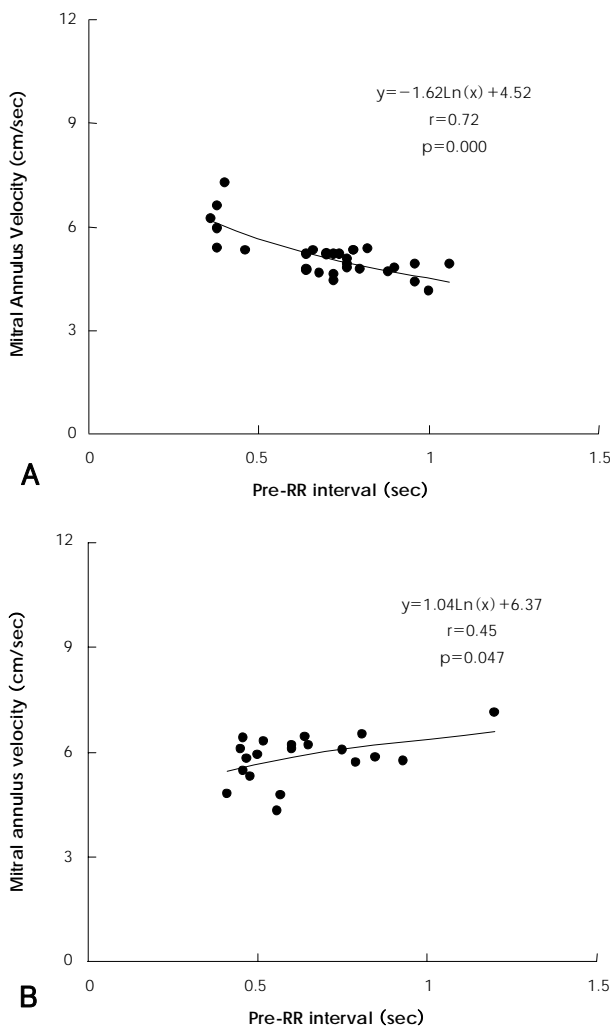 12
9
6
3
0
Mitral Annulus Velocity (cm/sec)
y=−1.62Ln(x)+4.52
r=0.72
p=0.000
0
0.5
1
1.5
Pre-RR interval (sec)
A
12
9
6
3
0
Mitral annulus velocity (cm/sec)
y=1.04Ln(x)+6.37
r=0.45
p=0.047
0
0.5
1
1.5
Pre-RR interval (sec)
B